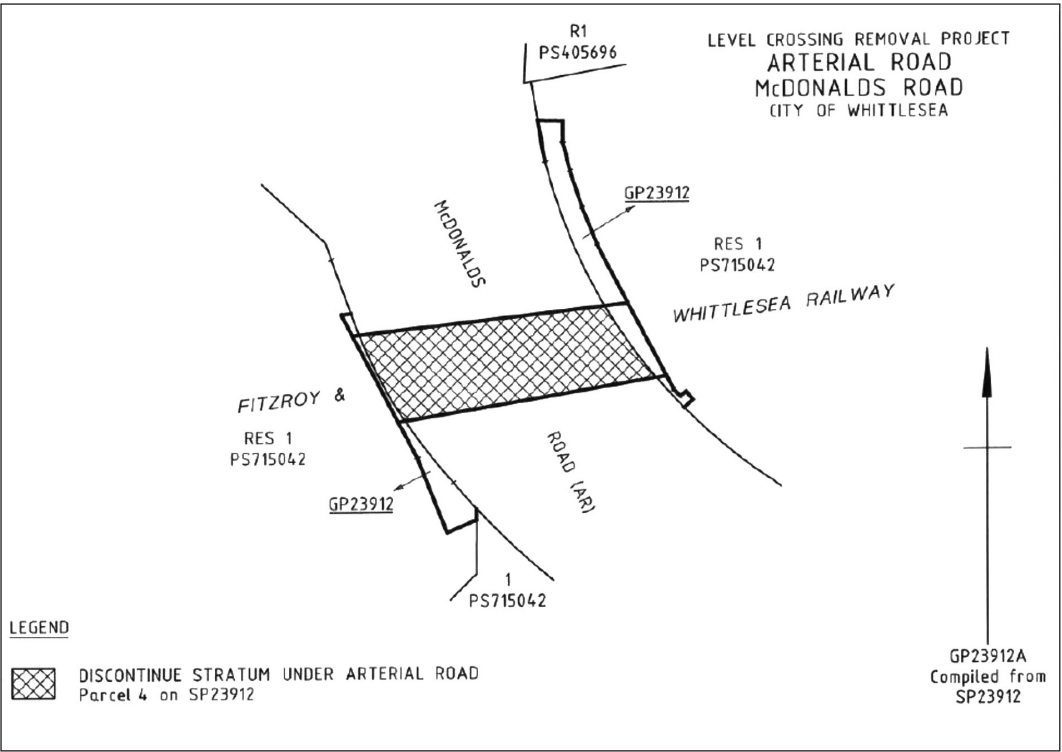 R1
PS405696
LEVEL CROSSING REMOVAL PROJECT
ARTERIAL ROAD
McDONALDS ROAD
CITY OF WHITTLESEA
GP23912
McDONALDS
RES 1
PS715042
WHITTLESEA RAILWAY
FITZROY &
RES 1
PS715042
ROAD (AR)
GP23912
1
PS715042
LEGEND
DISCONTINUE STRATUM UNDER ARTERIAL ROAD
Parcel 4 on SP23912
GP23912A
Compiled from
SP23912